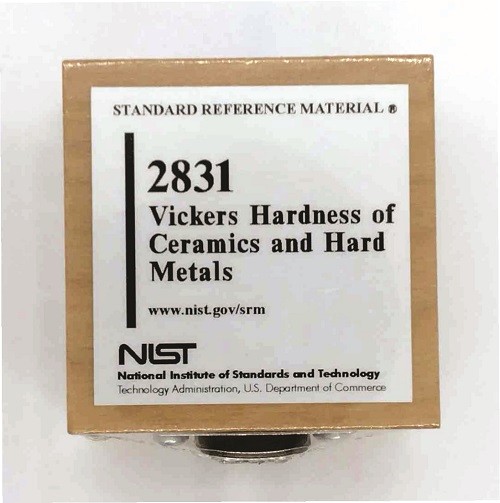 STANDARD REFERENCE MATERIAL ®
2831
Vickers Hardness of
Ceramics and Hard
Metals
www.nist.gov/srm
NIST
National Institute of Standards and Technology
Technology Administration, U.S. Department of Commerce